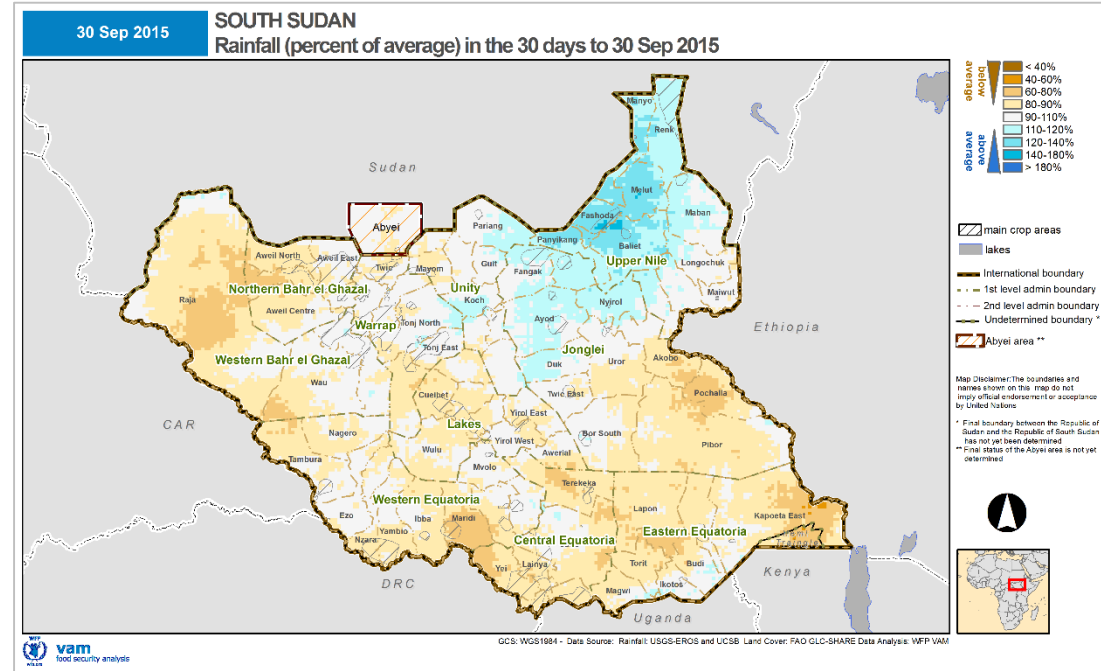 30 Sep 2015
SOUTH SUDAN
Rainfall (percent of average) in the 30 days to 30 Sep 2015
below
average
above
average
< 40%
40-60%
60-80%
80-90%
90-110%
110-120%
120-140%
140-180%
> 180%
main crop areas
lakes
International boundary
1st level admin boundary
2nd level admin boundary
Undetermined boundary *
Abyei area **
Map Disclaimer:The boundaries and
names shown on this map do not
imply official endorsement or acceptance
by United Nations
* Final boundary between the Republic of
Sudan and the Republic of South Sudan
has not yet been determined
** Final status of the Abyei area is not yet
determined
Manyo
Renk
Sudan
Melut
Fashoda
Maban
Abyei
Pariang
Panyikang
Baliet
Aweil North
Aweil East
Twic
Mayom
Guit
Fangak
Upper Nile
Longochuk
Raja
Northern Bahr el Ghazal
Unity
Koch
Nyirol
Maiwut
Aweil Centre
Warrap
Tonj North
Ayod
Ethiopia
Western Bahr el Ghazal
Tonj East
Jonglei
Duk
Uror
Akobo
Wau
Cueibet
Twic East
Pochalla
CAR
Lakes
Yirol East
Nagero
Yirol West
Bor South
Tambura
Wulu
Mvolo
Awerial
Pibor
Terekeka
Western Equatoria
Lapon
Kapoeta East
Ezo
Ibba
Maridi
Yambio
Nzara
Central Equatoria
Eastern Equatoria
Yei
Lainya
Torit
Budi
Magwi
Ikotos
DRC
Uganda
Kenya
WFP
vam
food security analysis
GCS: WGS1984 - Data Source: Rainfall: USGS-EROS and UCSB Land Cover: FAO GLC-SHARE Data Analysis: WFP VAM